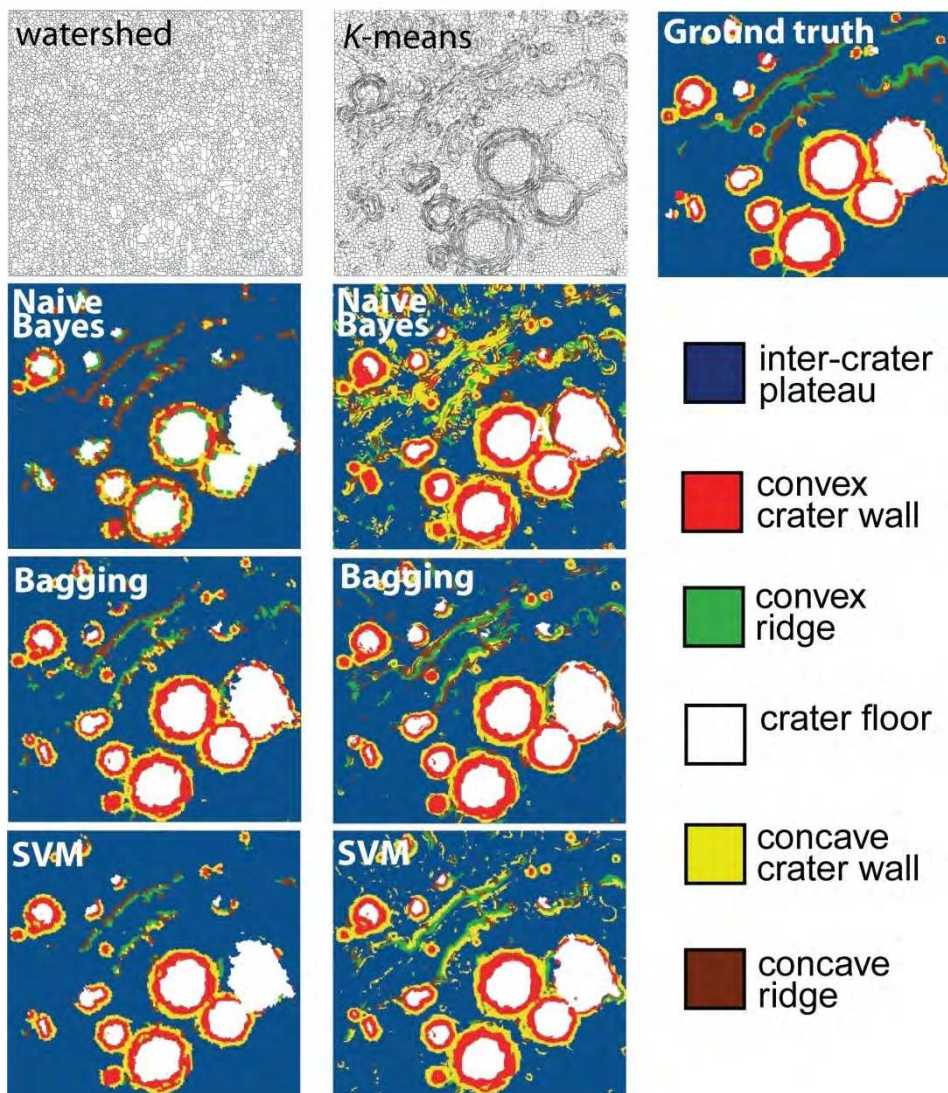 watershed
K-means
Ground truth
Naive
Bayes
Naive
Bayes
A
Bagging
Bagging
SVM
SVM
inter-crater
plateau
convex
crater wall
convex
ridge
crater floor
concave
crater wall
concave
ridge